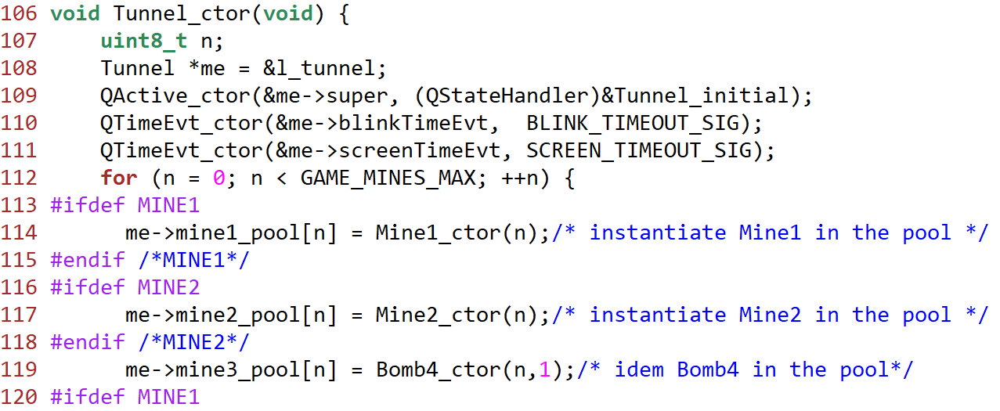 106 void Tunnel_ctor(void) {
107     uint8_t n;
108     Tunnel *me = &l_tunnel;
109     QActive_ctor(&me->super, (QStateHandler)&Tunnel_initial);
110     QTimeEvt_ctor(&me->blinkTimeEvt,  BLINK_TIMEOUT_SIG);
111     QTimeEvt_ctor(&me->screenTimeEvt, SCREEN_TIMEOUT_SIG);
112     for (n = 0; n < GAME_MINES_MAX; ++n) {
113 #ifdef MINE1
114       me->mine1_pool[n] = Mine1_ctor(n);/* instantiate Mine1 in the pool */
115 #endif /*MINE1*/
116 #ifdef MINE2
117       me->mine2_pool[n] = Mine2_ctor(n);/* instantiate Mine2 in the pool */
118 #endif /*MINE2*/
119       me->mine3_pool[n] = Bomb4_ctor(n,1);/* idem Bomb4 in the pool*/
120 #ifdef MINE1